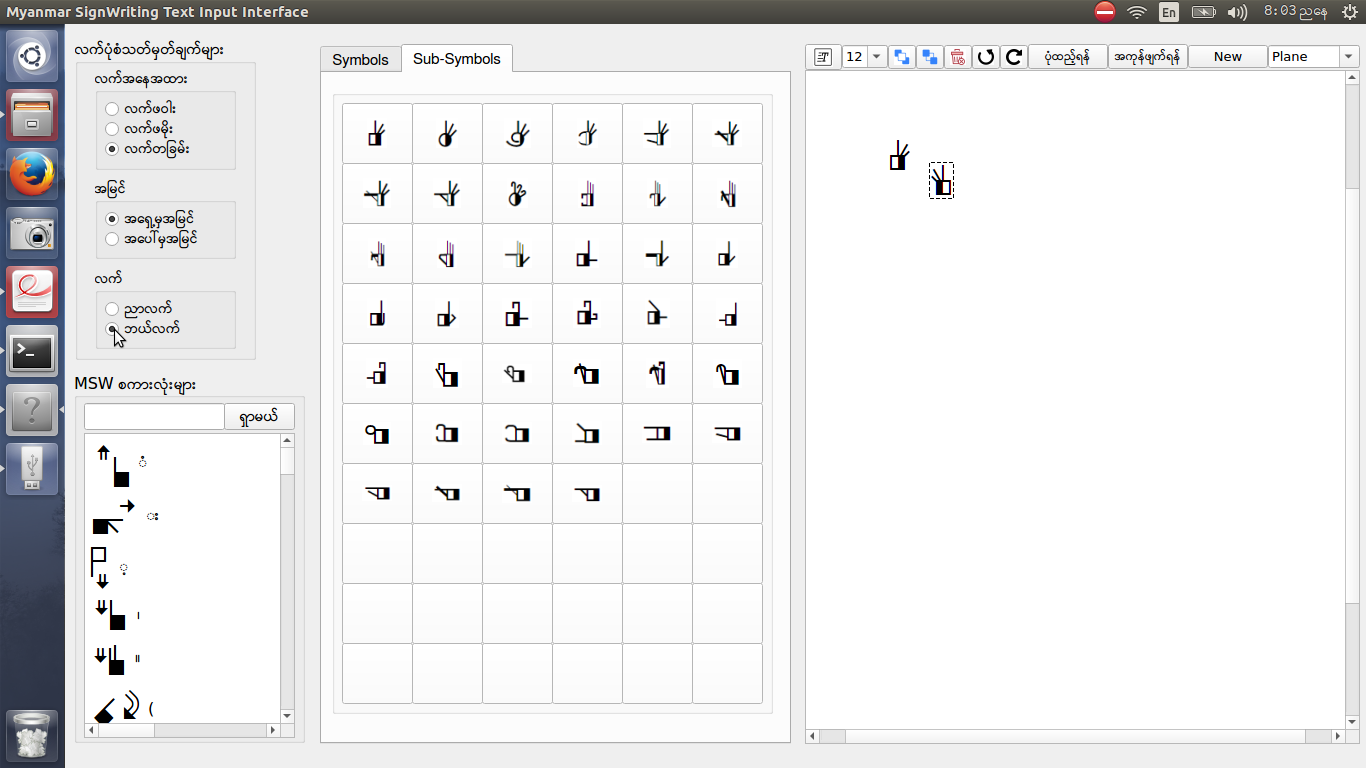 Myanmar SignWriting Text Input Interface
En
8:03 ညနေ
လက်ပုံစံသတ်မှတ်ချက်များ
လက်အနေအထား
လက်ဖဝါး
လက်ဖမိုး
လက်တခြမ်း
အမြင်
အရှေ့မှအမြင်
အပေါ်မှအမြင်
လက်
ညာလက်
ဘယ်လက်
MSW စကားလုံးများ
ရှာမယ်
ံ
း
့
၊
။
(
Symbols
Sub-Symbols
T
12
ပုံထည့်ရန်
အကုန်ဖျက်ရန်
New
Plane